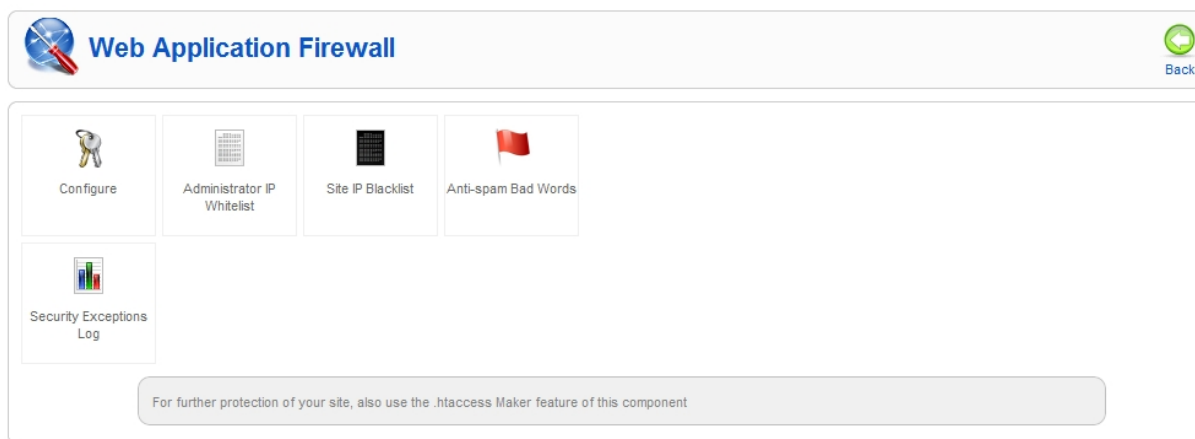 Web Application Firewall
Back
Configure
Administrator IP
Whitelist
Site IP Blacklist
Anti-spam Bad Words
Security Exceptions
Log
For further protection of your site, also use the .htaccess Maker feature of this component